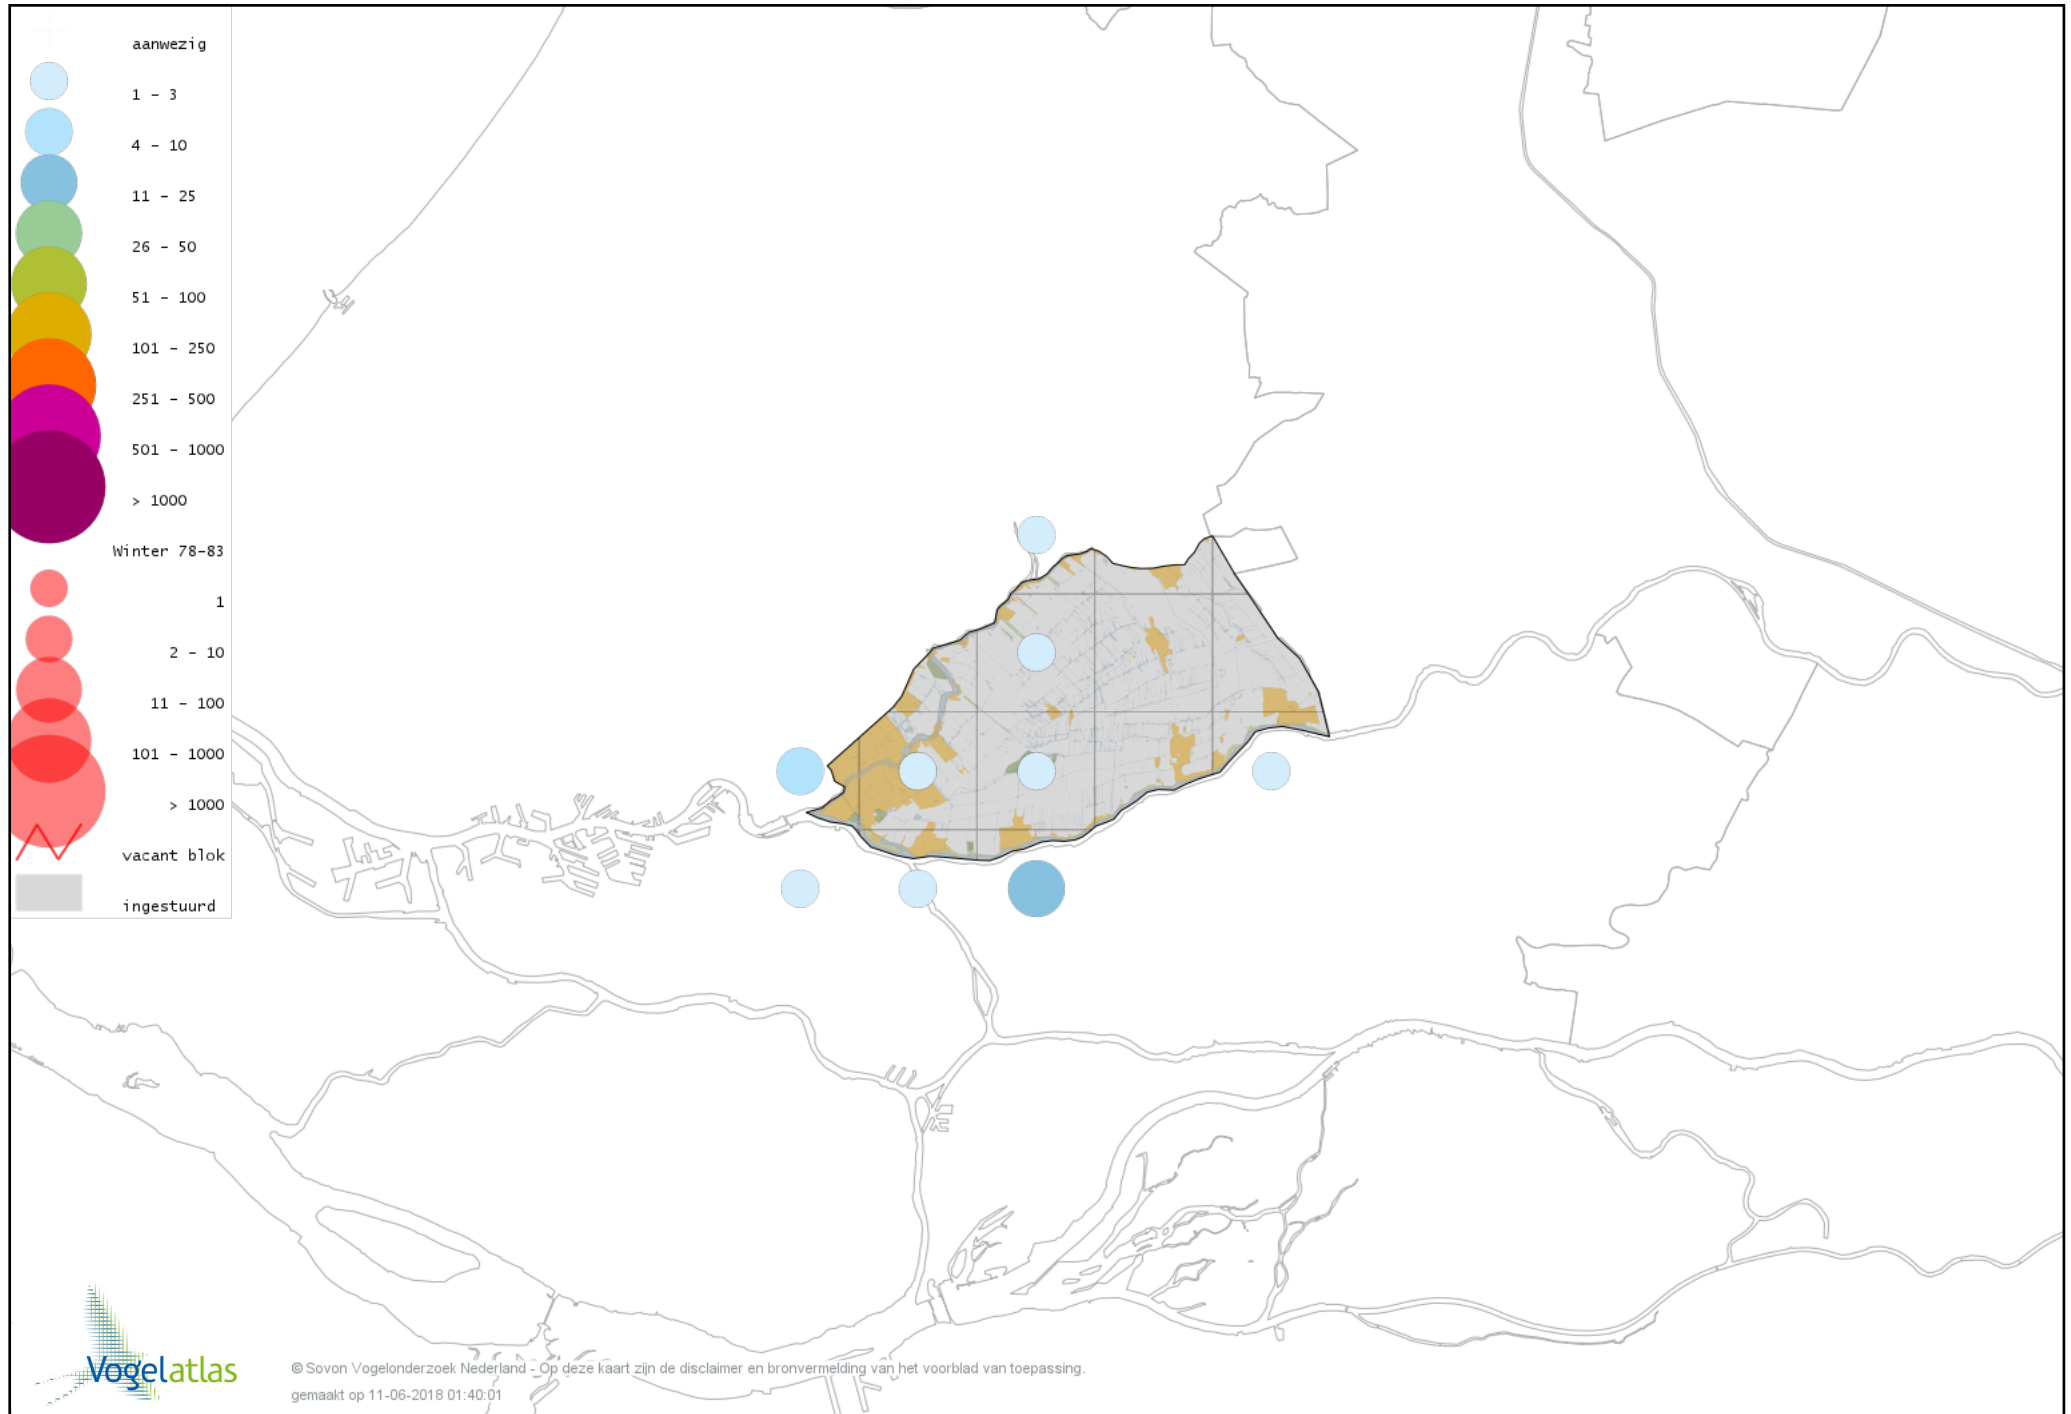 aanwezig
1 - 3
4 - 10
11 - 25
26 - 50
51 - 100
101 - 250
251 - 500
501 - 1000
> 1000
Winter 78-83
1
2 - 10
11 - 100
101 - 1000
> 1000
vacant blok
ingestuurd
Vogelatlas
© Sovon Vogelonderzoek Nederland - Op deze kaart zijn de disclaimer en bronvermelding van het voorblad van toepassing.
gemaakt op 11-06-2018 01:40:01